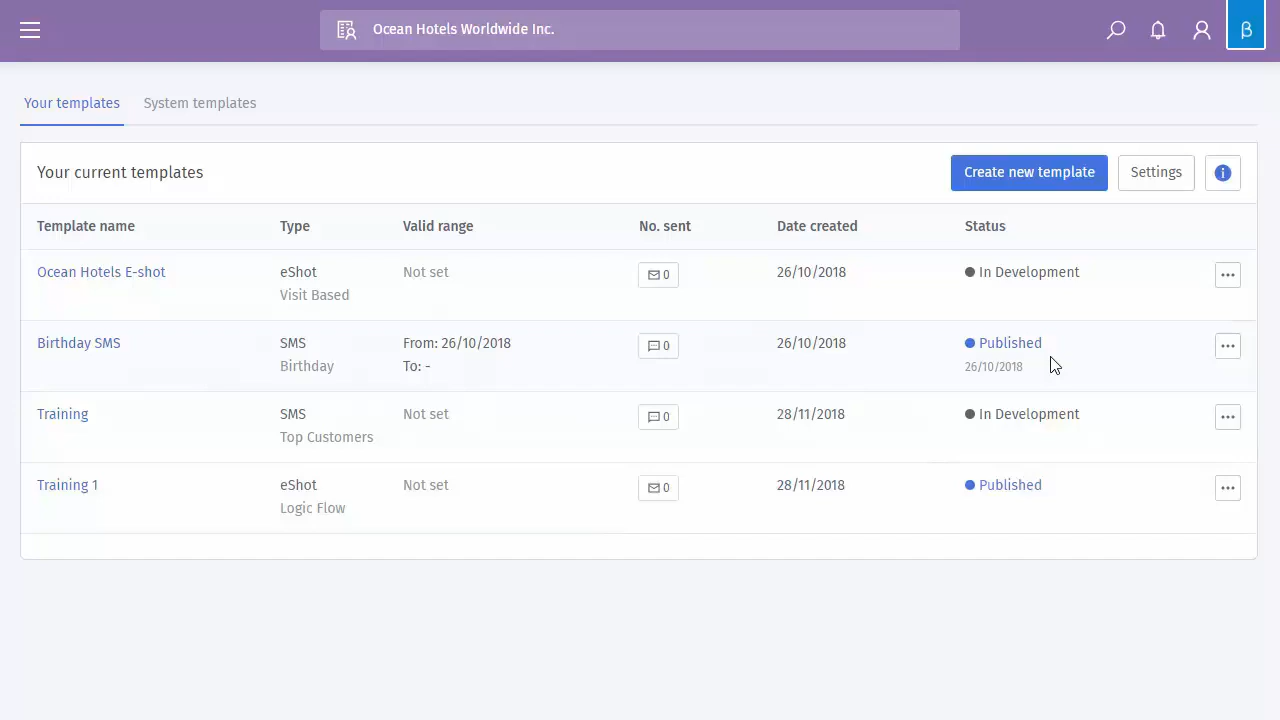 Ocean Hotels Worldwide Inc.
β
Your templates System templates
Your current templates Create new template Settings i
Template name Type Valid range No. sent Date created Status
Ocean Hotels E-shot eShot Not set 0 26/10/2018 In Development
Visit Based
Birthday SMS SMS From: 26/10/2018 0 26/10/2018 Published
Birthday To: - 26/10/2018
Training SMS Not set 0 28/11/2018 In Development
Top Customers
Training 1 eShot Not set 0 28/11/2018 Published
Logic Flow